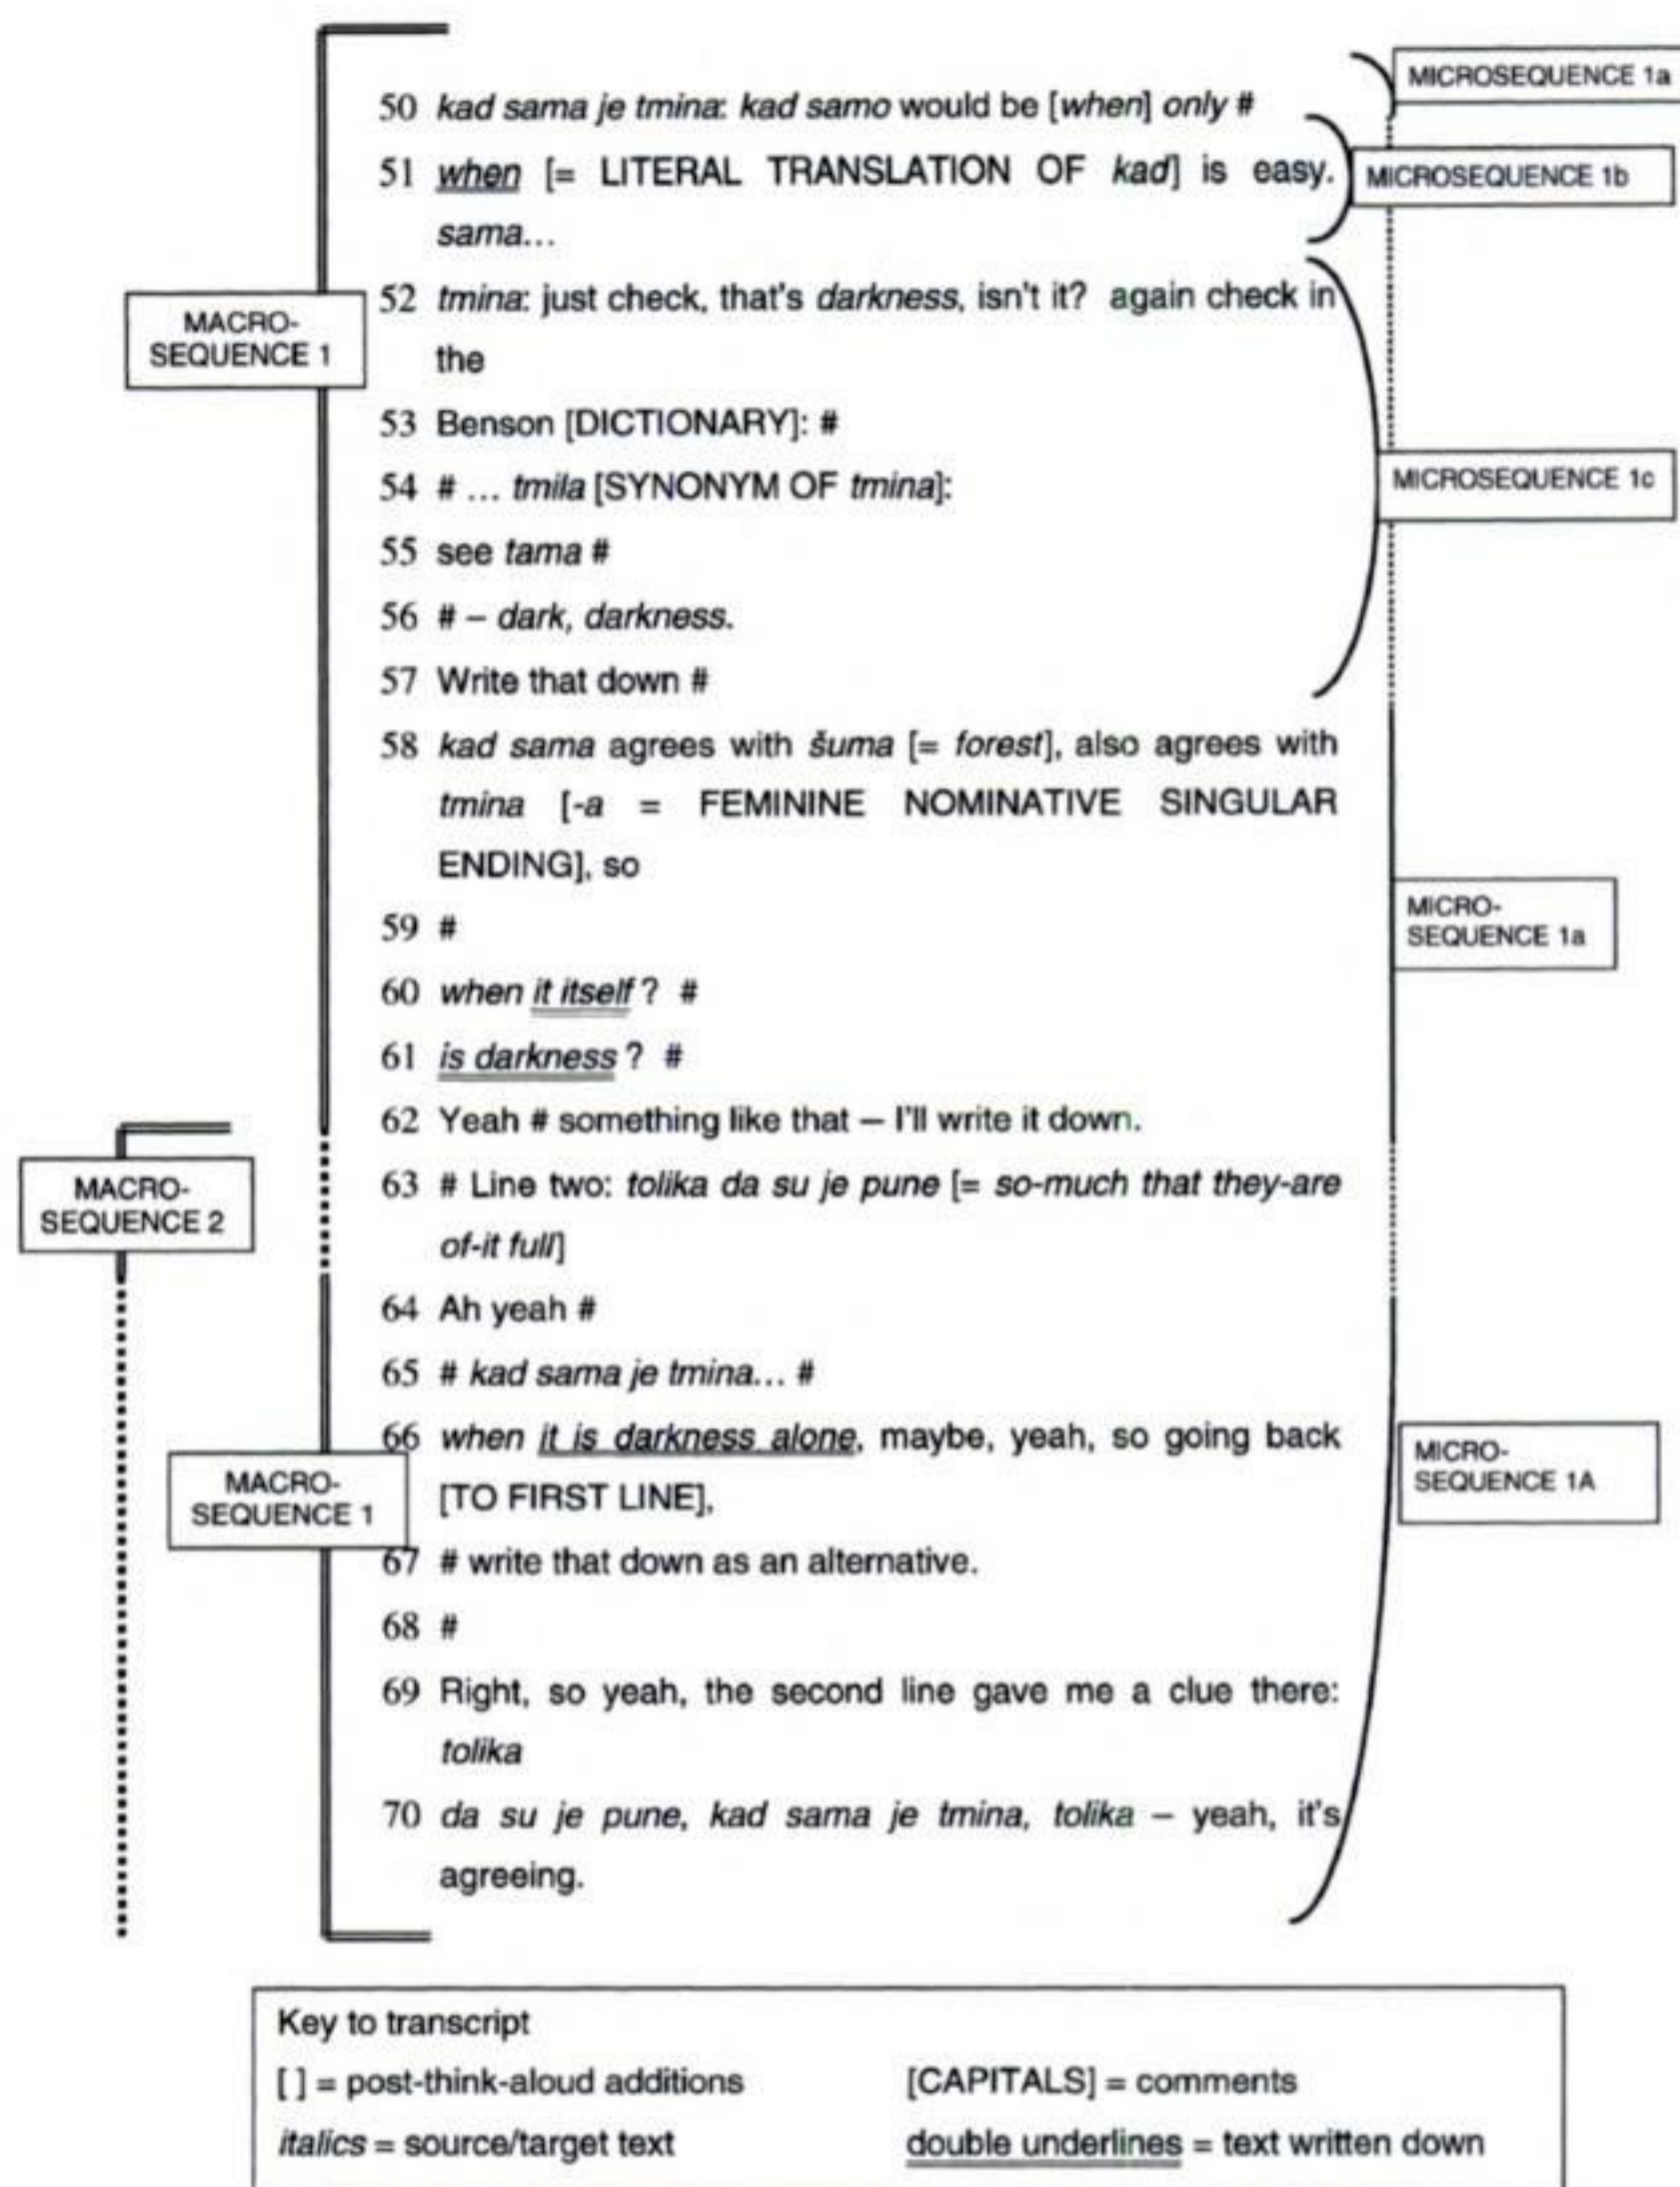 MICROSEQUENCE 1a
50 kad sama je tmina: kad samo would be [when] only #
51 when [= LITERAL TRANSLATION OF kad] is easy.
MICROSEQUENCE 1b
sama...
52 tmina: just check, that's darkness, isn't it? again check in
MACRO-
SEQUENCE 1
the
53 Benson [DICTIONARY]: #
54 # ... tmila [SYNONYM OF tmina]:
MICROSEQUENCE 1c
55 see tama #
56 # – dark, darkness.
57 Write that down #
58 kad sama agrees with šuma [= forest], also agrees with
tmina [-a = FEMININE NOMINATIVE SINGULAR
ENDING], so
59 #
MICRO-
SEQUENCE 1a
60 when it itself ? #
61 is darkness ? #
62 Yeah # something like that – I'll write it down.
MACRO-
SEQUENCE 2
63 # Line two: tolika da su je pune [= so-much that they-are
of-it full]
64 Ah yeah #
65 # kad sama je tmina... #
66 when it is darkness alone, maybe, yeah, so going back
[TO FIRST LINE],
MICRO-
SEQUENCE 1A
MACRO-
SEQUENCE 1
67 # write that down as an alternative.
68 #
69 Right, so yeah, the second line gave me a clue there:
tolika
70 da su je pune, kad sama je tmina, tolika – yeah, it's
agreeing.
Key to transcript
[ ] = post-think-aloud additions [CAPITALS] = comments
italics = source/target text double underlines = text written down